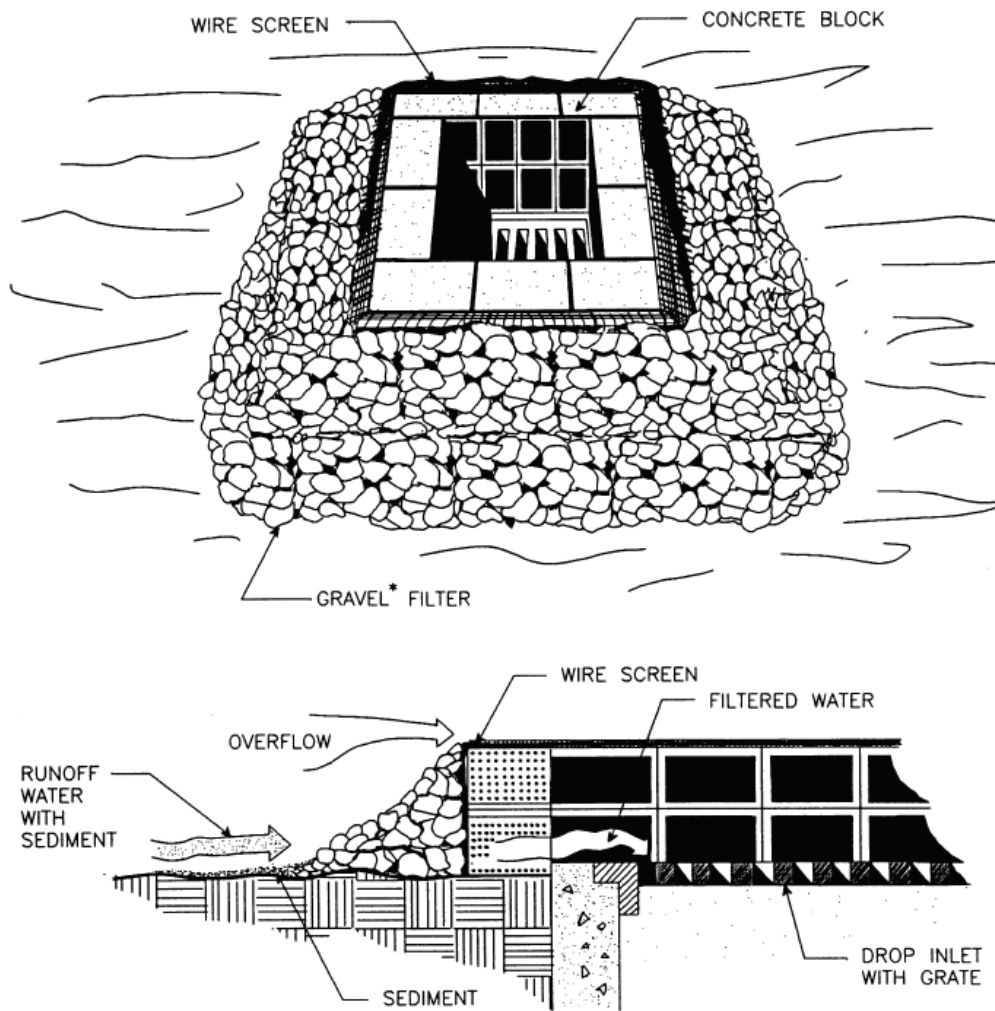 WIRE SCREEN
CONCRETE BLOCK
GRAVEL* FILTER
WIRE SCREEN
FILTERED WATER
OVERFLOW
RUNOFF
WATER
WITH
SEDIMENT
DROP INLET
WITH GRATE
SEDIMENT